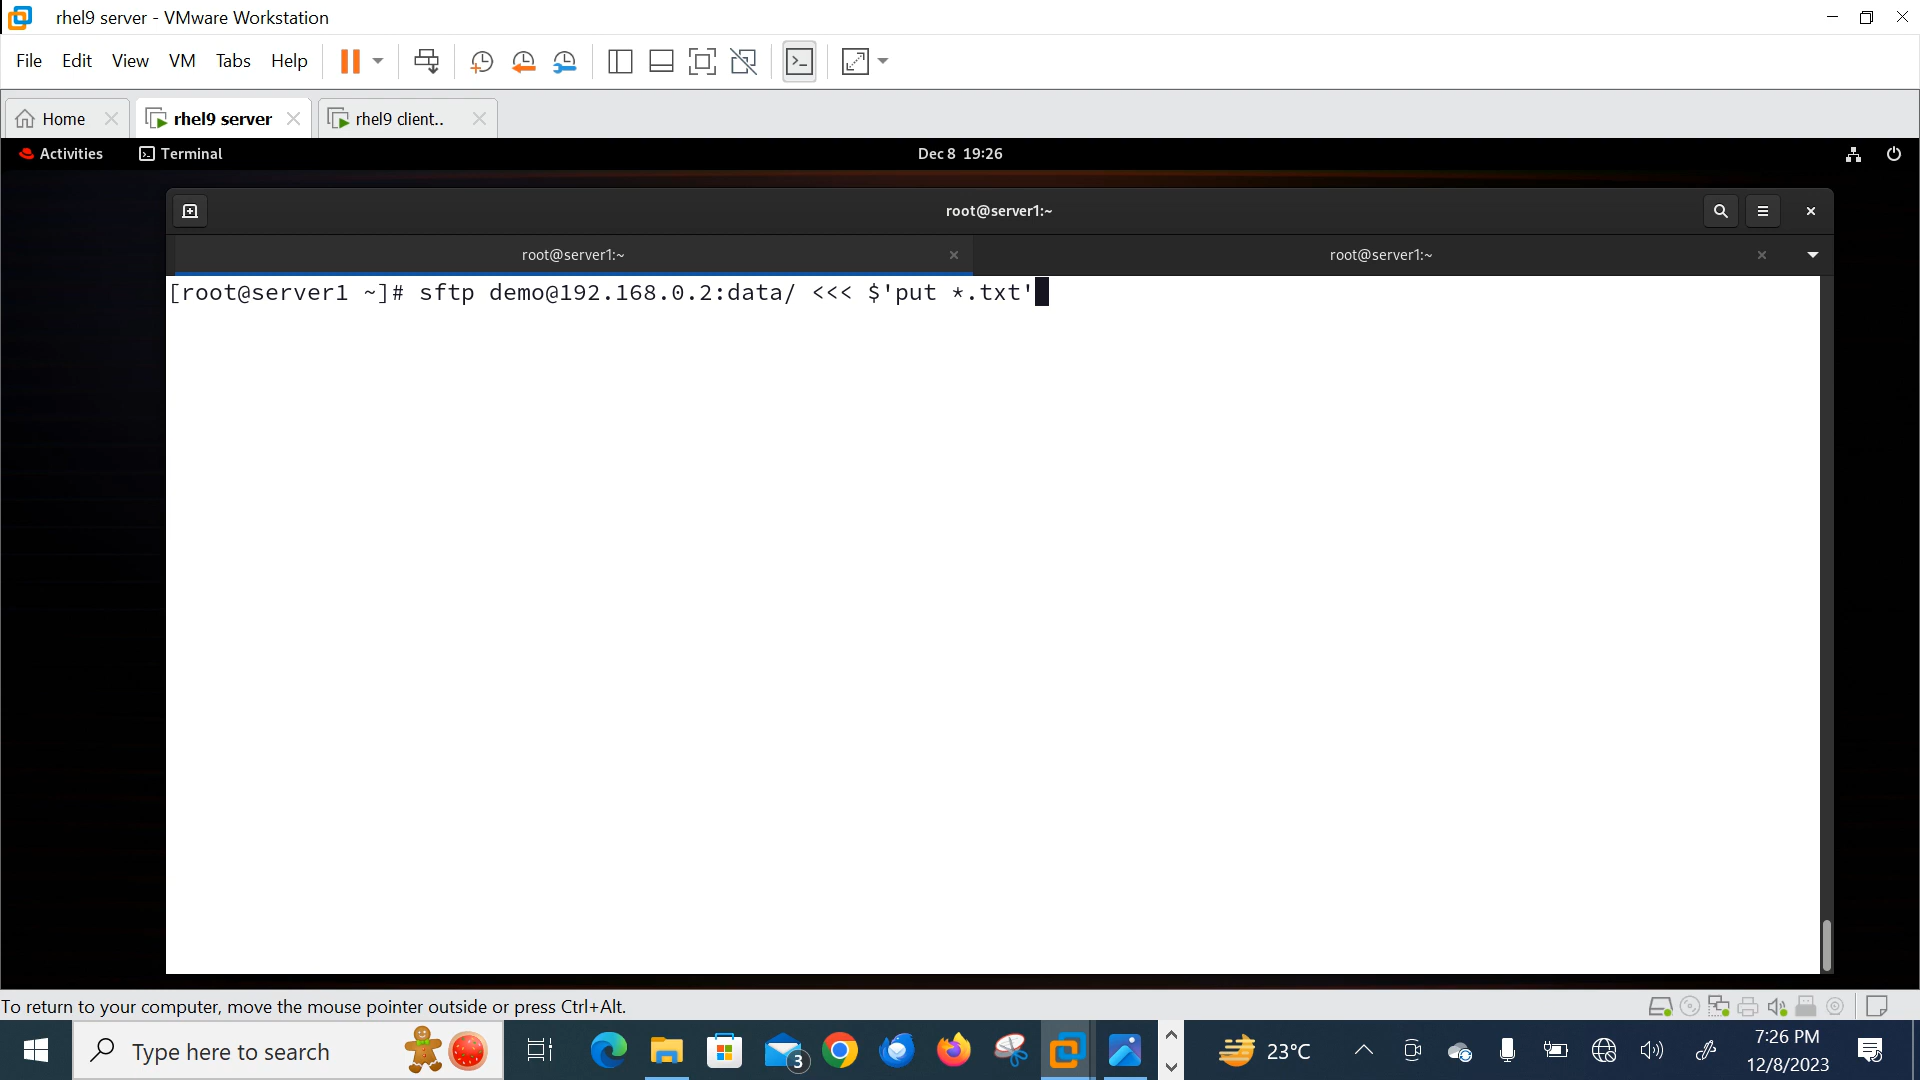 rhel9 server - VMware Workstation
File Edit View VM Tabs Help
Home rhel9 server rhel9 client..
Activities Terminal Dec 8 19:26
root@server1:~
root@server1:~ root@server1:~
[root@server1 ~]# sftp demo@192.168.0.2:data/ <<< $'put *.txt'
To return to your computer, move the mouse pointer outside or press Ctrl+Alt.
Type here to search 3 23°C 7:26 PM
12/8/2023